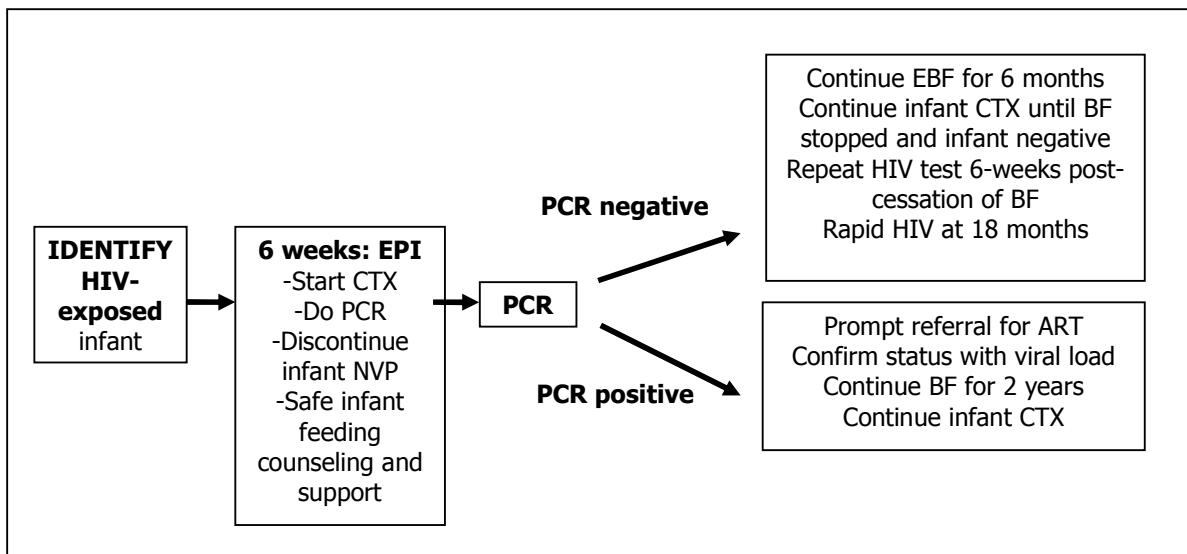 IDENTIFY
HIV-
exposed
infant
6 weeks: EPI
-Start CTX
-Do PCR
-Discontinue
infant NVP
-Safe infant
feeding
counseling and
support
PCR
PCR negative
Continue EBF for 6 months
Continue infant CTX until BF
stopped and infant negative
Repeat HIV test 6-weeks post-
cessation of BF
Rapid HIV at 18 months
PCR positive
Prompt referral for ART
Confirm status with viral load
Continue BF for 2 years
Continue infant CTX